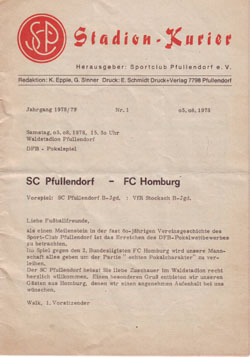 SCP
Stadion-Kurier
Herausgeber: Sportclub Pfullendorf e. V.
Redaktion: K. Epple, G. Sinner Druck: E. Schmidt Druck+Verlag 7798 Pfullendorf
Jahrgang 1978/79 Nr. 1 05.08.1978
Samstag, 05.08.1978, 15.30 Uhr
Waldstadion Pfullendorf
DFB - Pokalspiel
SC Pfullendorf - FC Homburg
Vorspiel: SC Pfullendorf B-Jgd. : VfR Stockach B-Jgd.
Liebe Fußballfreunde,
als einen Meilenstein in der fast 60-jährigen Vereinsgeschichte des
Sport-Club Pfullendorf ist das Erreichen des DFB-Pokalwettbewerbes
zu betrachten.
Im Spiel gegen den 2. Bundesligisten FC Homburg wird unsere Mann-
schaft alles geben um der Partie " echten Pokalcharakter" zu ver-
leihen.
Der SC Pfullendorf heisst Sie liebe Zuschauer im Waldstadion recht
herzlich willkommen. Einen besonderen Gruß entbieten wir unseren
Gästen aus Homburg, denen wir einen angenehmen Aufenthalt bei uns
wünschen.
Walk, 1. Vorsitzender